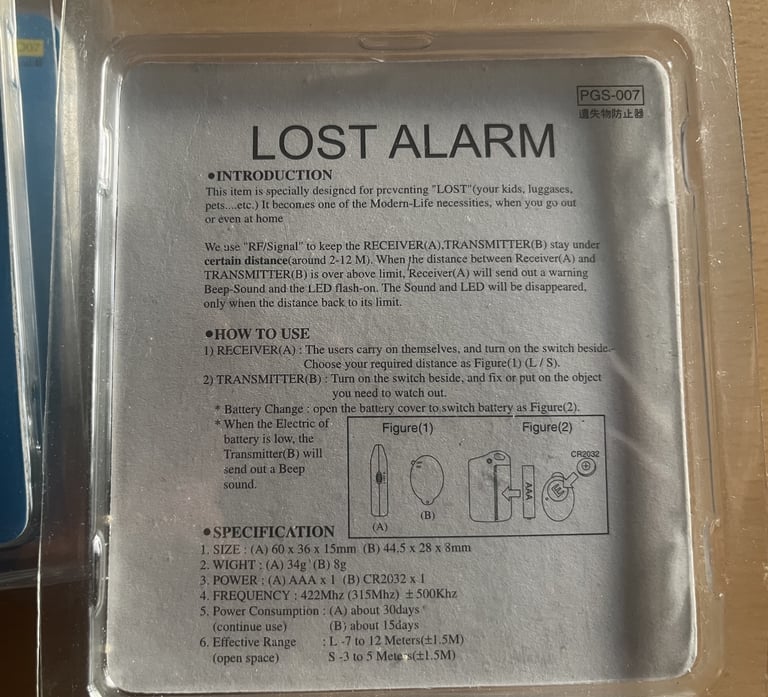 007
PGS-007
遺失物防止器
LOST ALARM
●INTRODUCTION
This item is specially designed for preventing "LOST"(your kids, luggases,
pets....etc.) It becomes one of the Modern-Life necessities, when you go out
or even at home
We use "RF/Signal" to keep the RECEIVER(A),TRANSMITTER(B) stay under
certain distance(around 2-12 M). When the distance between Receiver(A) and
TRANSMITTER(B) is over above limit, Receiver(A) will send out a warning
Beep-Sound and the LED flash-on. The Sound and LED will be disappeared,
only when the distance back to its limit.
●HOW TO USE
1) RECEIVER(A) : The users carry on themselves, and turn on the switch beside.
Choose your required distance as Figure(1) (L / S).
2) TRANSMITTER(B) : Turn on the switch beside, and fix or put on the object
you need to watch out.
* Battery Change : open the battery cover to switch battery as Figure(2).
* When the Electric of
battery is low, the
Transmitter(B) will
send out a Beep
sound.
Figure(1) Figure(2)
CR2032
AAA
(A) (B)
●SPECIFICATION
1. SIZE : (A) 60 x 36 x 15mm (B) 44.5 x 28 x 8mm
2. WIGHT : (A) 34g (B) 8g
3. POWER : (A) AAA x 1 (B) CR2032 x 1
4. FREQUENCY : 422Mhz (315Mhz) ± 500Khz
5. Power Consumption : (A) about 30days
(continue use) (B) about 15days
6. Effective Range : L -7 to 12 Meters(±1.5M)
(open space) S -3 to 5 Meters(±1.5M)